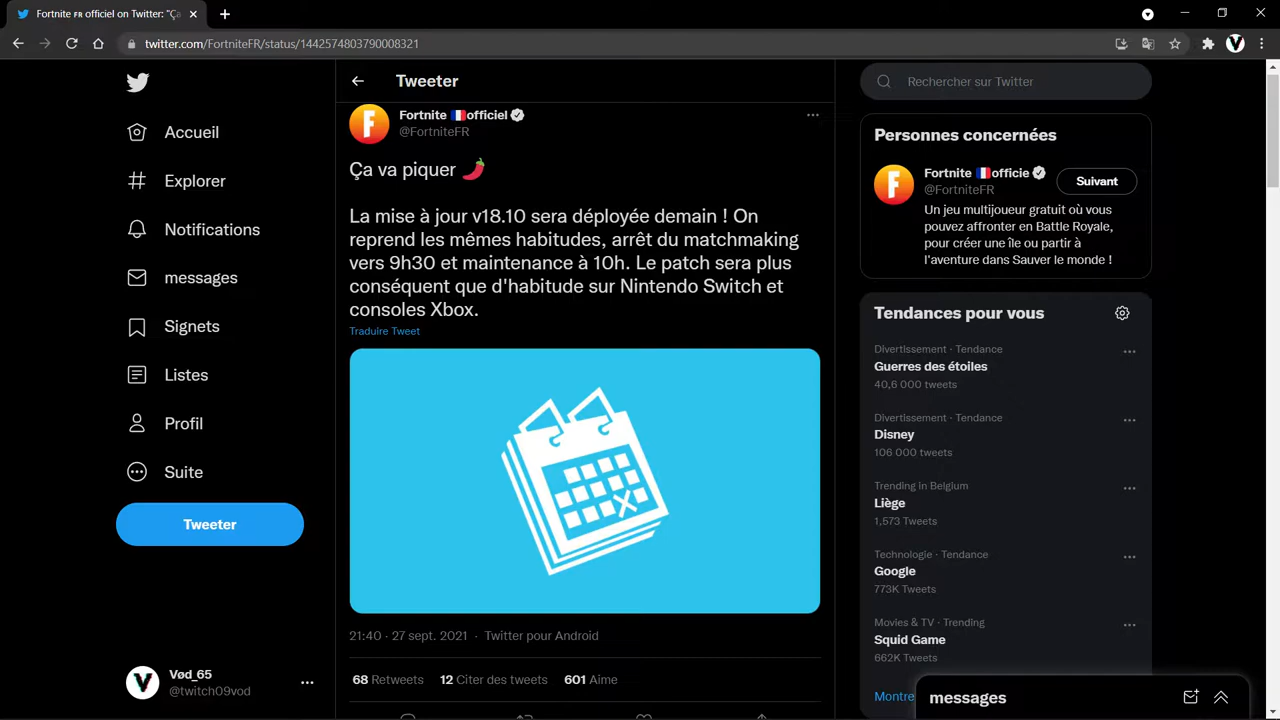 Fortnite FR officiel on Twitter: "Ça
twitter.com/FortniteFR/status/1442574803790008321
Accueil
Explorer
Notifications
messages
Signets
Listes
Profil
Suite
Tweeter
Vød_65
@twitch09vod
Tweeter
Fortnite officiel
@FortniteFR
Ça va piquer
La mise à jour v18.10 sera déployée demain ! On
reprend les mêmes habitudes, arrêt du matchmaking
vers 9h30 et maintenance à 10h. Le patch sera plus
conséquent que d'habitude sur Nintendo Switch et
consoles Xbox.
Traduire Tweet
21:40 · 27 sept. 2021 · Twitter pour Android
68 Retweets 12 Citer des tweets 601 Aime
Rechercher sur Twitter
Personnes concernées
Fortnite officie
@FortniteFR
Suivant
Un jeu multijoueur gratuit où vous
pouvez affronter en Battle Royale,
pour créer une île ou partir à
l'aventure dans Sauver le monde !
Tendances pour vous
Divertissement · Tendance
Guerres des étoiles
40,6 000 tweets
Divertissement · Tendance
Disney
106 000 tweets
Trending in Belgium
Liège
1,573 Tweets
Technologie · Tendance
Google
773K Tweets
Movies & TV · Trending
Squid Game
662K Tweets
Montre
messages